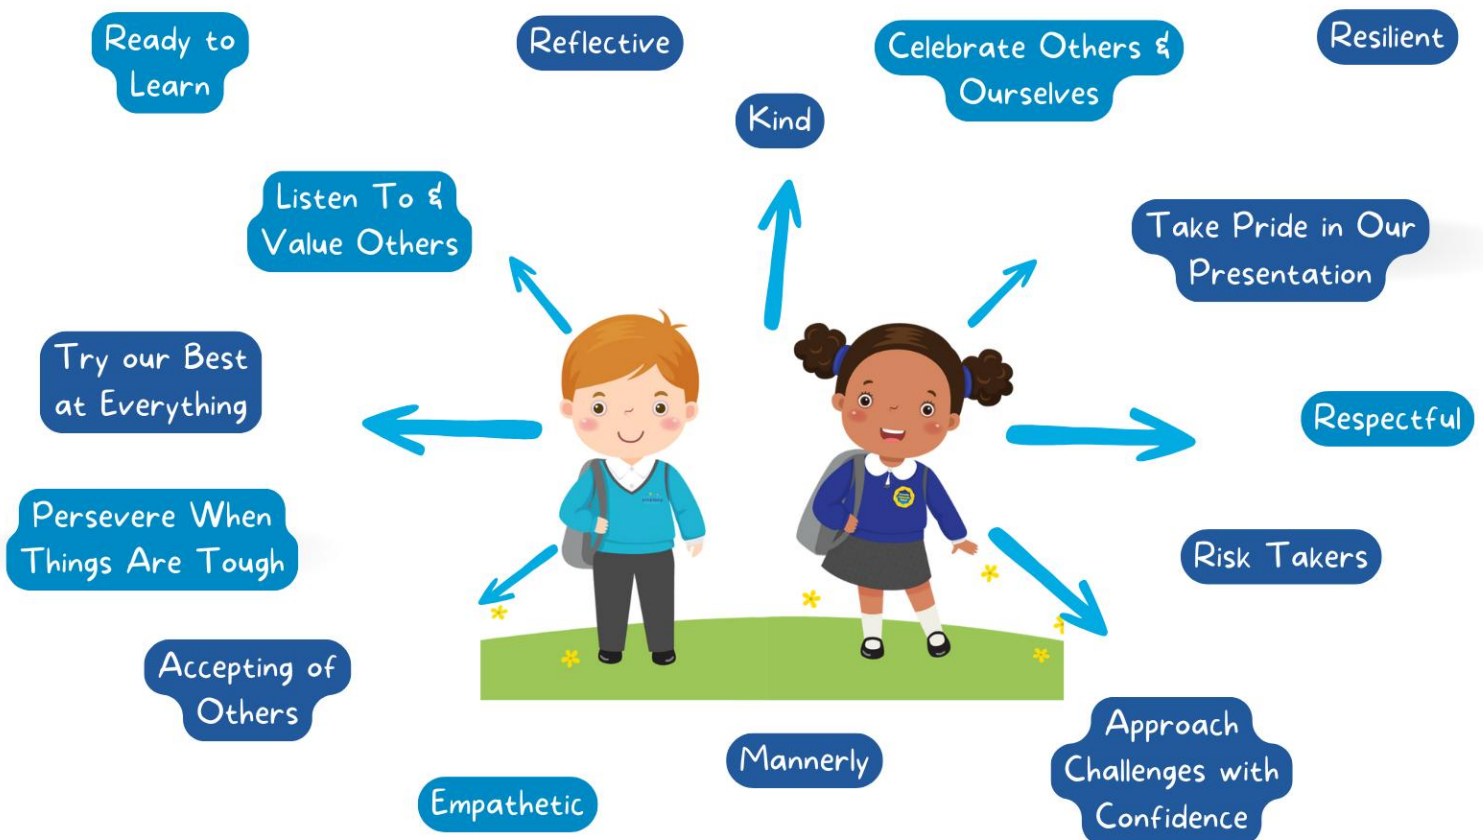 Ready to
Learn
Reflective
Celebrate Others &
Ourselves
Resilient
Kind
Listen To &
Value Others
Take Pride in Our
Presentation
Try our Best
at Everything
Respectful
Persevere When
Things Are Tough
Risk Takers
Accepting of
Others
Approach
Challenges with
Confidence
Mannerly
Empathetic